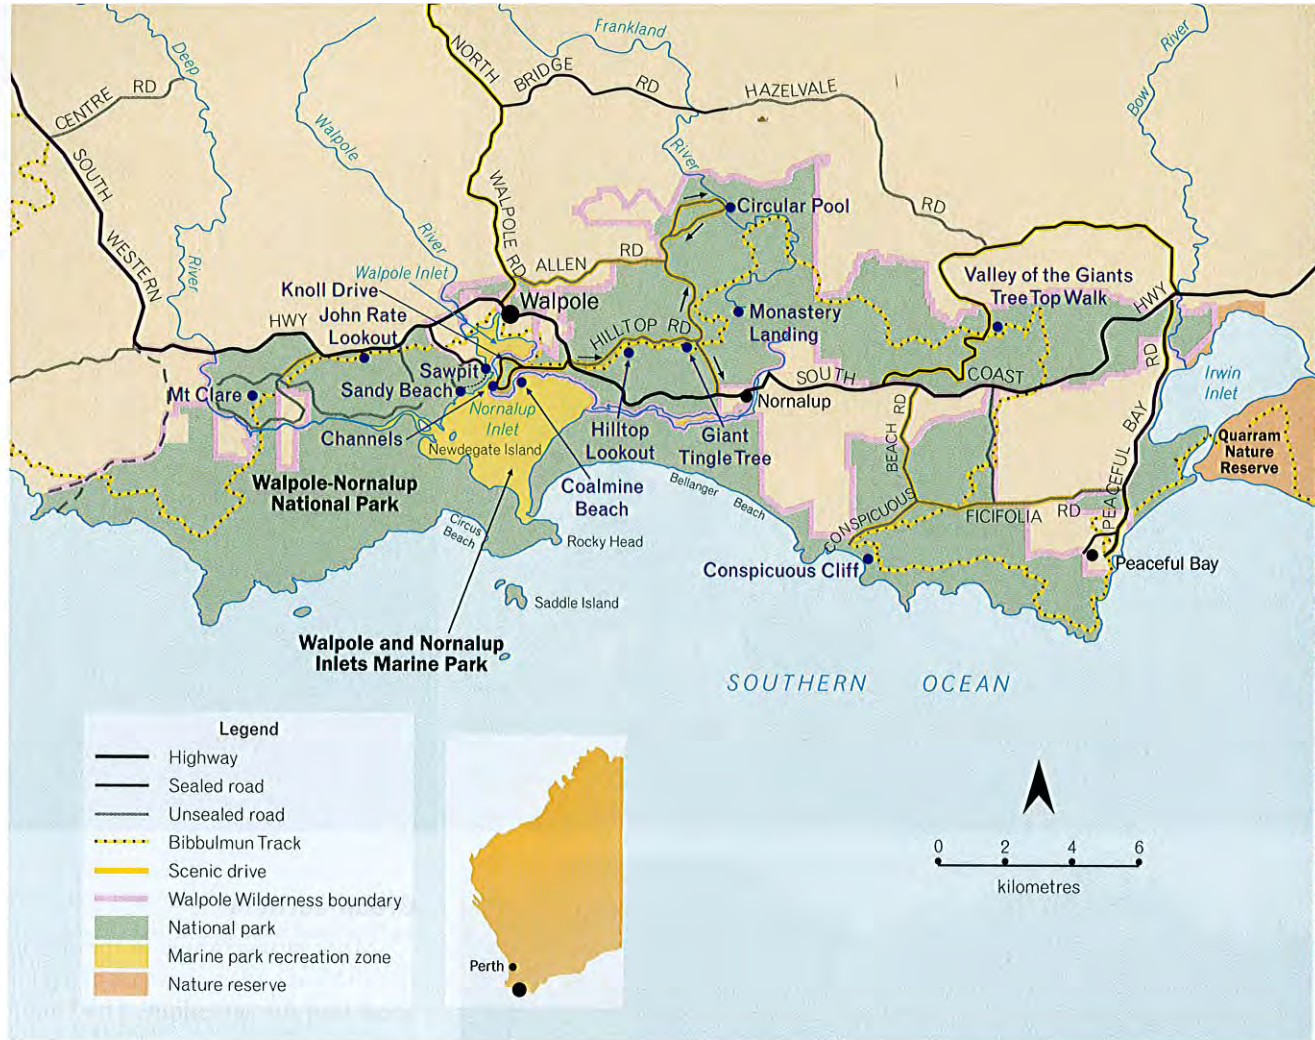 Frankland
River
Deep
NORTH
BRIDGE
RD
HAZELVALE
CENTRE RD
Bow
Walpole
SOUTH
River
WALPOLE RD
Circular Pool
RD
WESTERN
River
River
Walpole Inlet
ALLEN RD
Valley of the Giants
Tree Top Walk
Knoll Drive
John Rate
Lookout
Walpole
HWY
HWY
Monastery
Landing
HILLTOP RD
Sawpit
Sandy Beach
Mt Clare
SOUTH COAST
RD
Irwin
Inlet
Nornalup
Nornalup
Inlet
Channels
Newdegate Island
Hilltop
Lookout
Giant
Tingle Tree
BEACH RD
PEACEFUL BAY
Quarram
Nature
Reserve
Walpole-Nornalup
National Park
Coalmine
Beach
Bellanger
Beach
CONSPICUOUS
FICIFOLIA RD
Circus
Beach
Rocky Head
Conspicuous Cliff
Peaceful Bay
Saddle Island
Walpole and Nornalup
Inlets Marine Park
SOUTHERN OCEAN
Legend
Highway
Sealed road
Unsealed road
Bibbulmun Track
Scenic drive
Walpole Wilderness boundary
National park
Marine park recreation zone
Nature reserve
Perth
0 2 4 6
kilometres